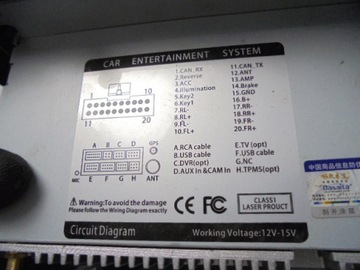 CAR ENTERTAINMENT SYSTEM
1 10
11 20
1.CAN_RX
2.Reverse
3.ACC
4.Illumination
5.Key2
6.Key1
7.RL-
8.RL+
9.FL-
10.FL+
11.CAN_TX
12.ANT
13.AMP
14.Brake
15.GND
16.B+
17.RR-
18.RR+
19.FR-
20.FR+
A B C D GPS
MIC E F G H ANT
A.RCA cable
B.USB cable
C.DVR(opt)
D.AUX In &CAM In
E.TV (opt)
F.USB cable
G.NC
H.TPMS(opt)
Warning:To avoid the damage
Please follow the Wiring Diagram exactly
CE FC
CLASS1
LASER PROUCT
Circuit Diagram
Working Voltage:12V-15V
Dasaita